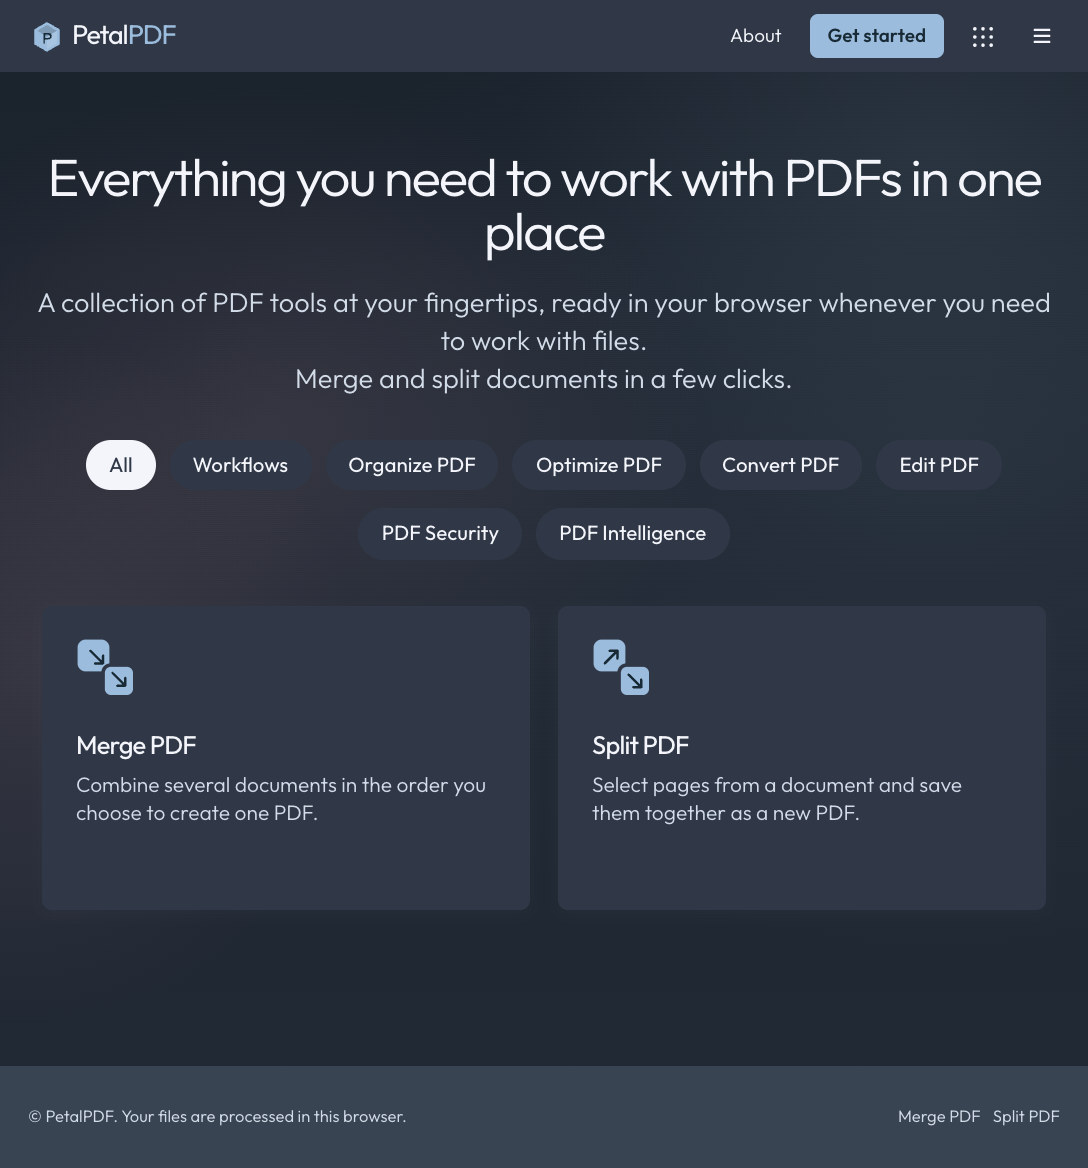 P PetalPDF
About
Get started
Everything you need to work with PDFs in one
place
A collection of PDF tools at your fingertips, ready in your browser whenever you need
to work with files.
Merge and split documents in a few clicks.
All Workflows Organize PDF Optimize PDF Convert PDF Edit PDF
PDF Security PDF Intelligence
Merge PDF
Combine several documents in the order you
choose to create one PDF.
Split PDF
Select pages from a document and save
them together as a new PDF.
© PetalPDF. Your files are processed in this browser.
Merge PDF Split PDF